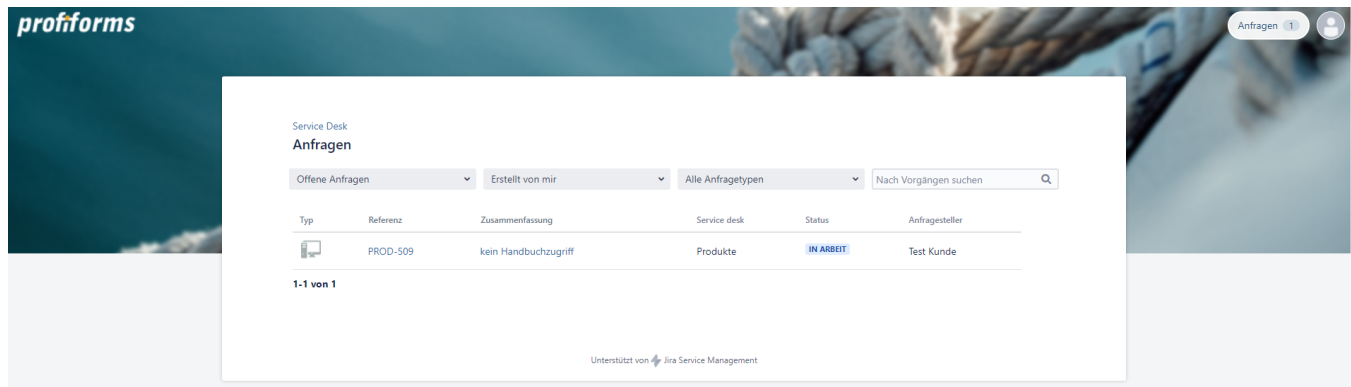 profiforms
Anfragen 1
Service Desk
Anfragen
Offene Anfragen Erstellt von mir Alle Anfragetypen Nach Vorgängen suchen
Typ Referenz Zusammenfassung Service desk Status Anfragesteller
PROD-509 kein Handbuchzugriff Produkte IN ARBEIT Test Kunde
1-1 von 1
Unterstützt von Jira Service Management